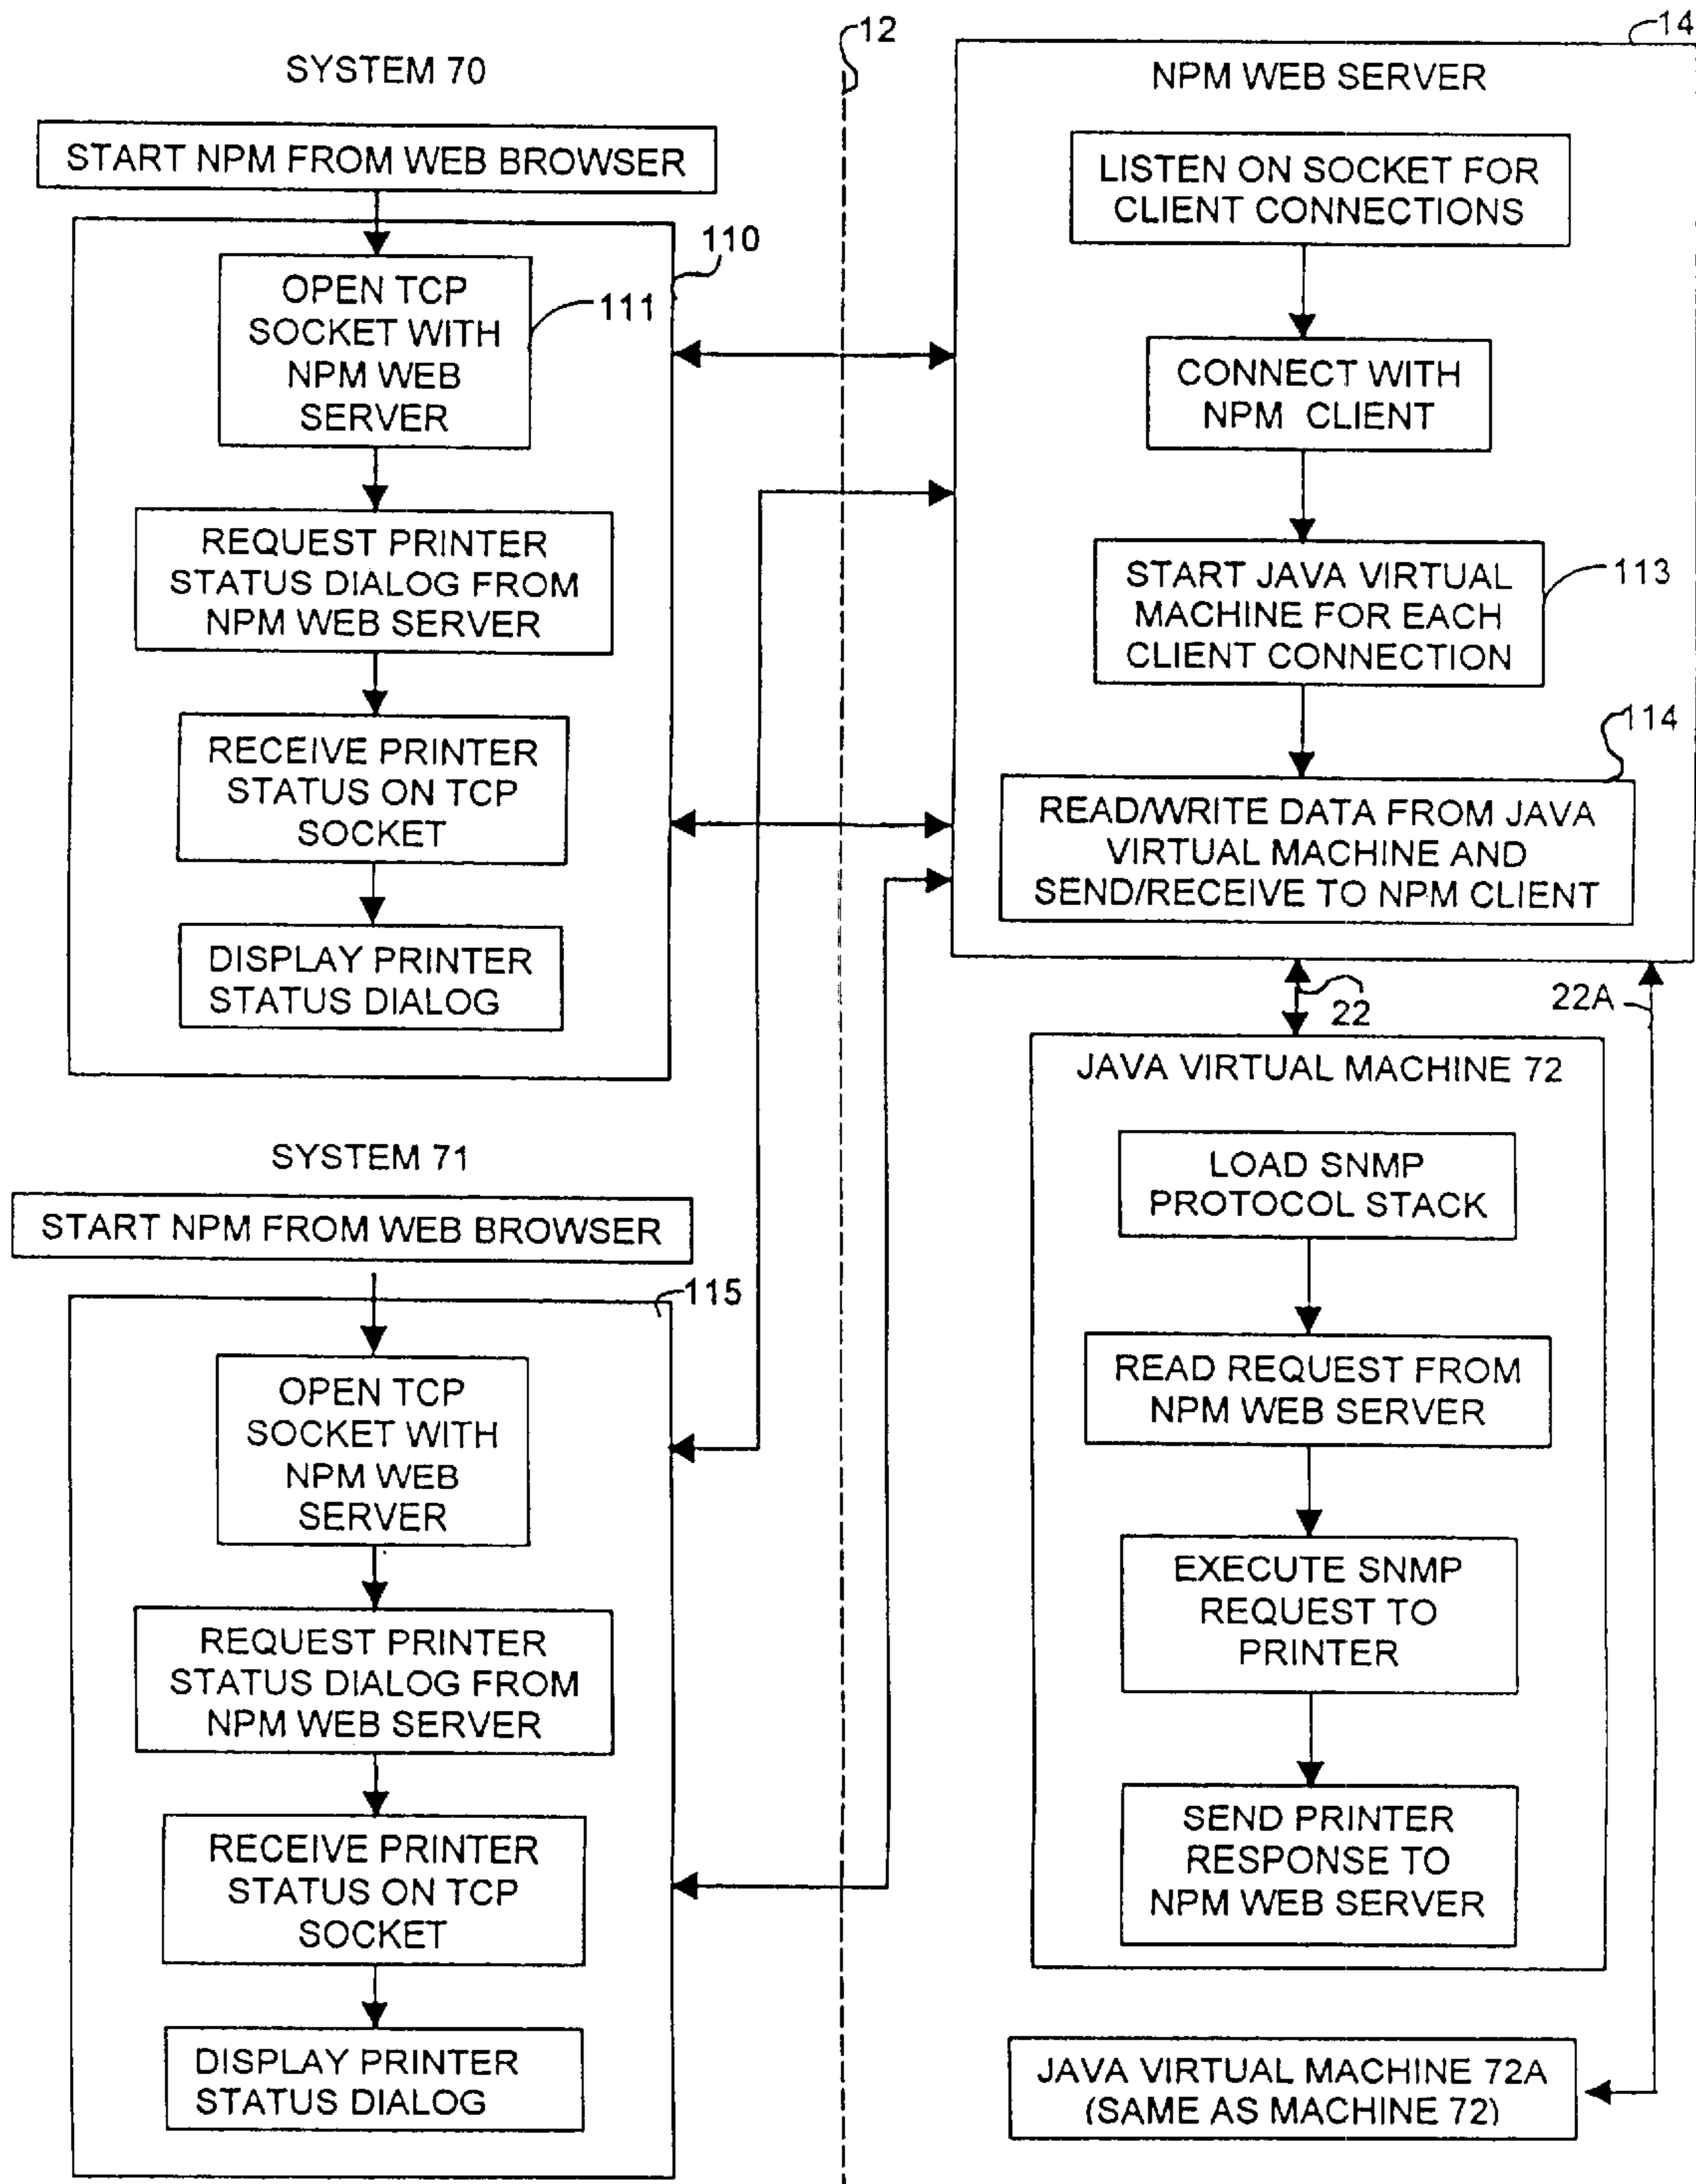 SYSTEM 70
START NPM FROM WEB BROWSER
110
OPEN TCP
SOCKET WITH
NPM WEB
SERVER
111
REQUEST PRINTER
STATUS DIALOG FROM
NPM WEB SERVER
RECEIVE PRINTER
STATUS ON TCP
SOCKET
DISPLAY PRINTER
STATUS DIALOG
SYSTEM 71
START NPM FROM WEB BROWSER
115
OPEN TCP
SOCKET WITH
NPM WEB
SERVER
REQUEST PRINTER
STATUS DIALOG FROM
NPM WEB SERVER
RECEIVE PRINTER
STATUS ON TCP
SOCKET
DISPLAY PRINTER
STATUS DIALOG
12
14
NPM WEB SERVER
LISTEN ON SOCKET FOR
CLIENT CONNECTIONS
CONNECT WITH
NPM CLIENT
START JAVA VIRTUAL
MACHINE FOR EACH
CLIENT CONNECTION
113
114
READ/WRITE DATA FROM JAVA
VIRTUAL MACHINE AND
SEND/RECEIVE TO NPM CLIENT
22
22A
JAVA VIRTUAL MACHINE 72
LOAD SNMP
PROTOCOL STACK
READ REQUEST FROM
NPM WEB SERVER
EXECUTE SNMP
REQUEST TO
PRINTER
SEND PRINTER
RESPONSE TO
NPM WEB SERVER
JAVA VIRTUAL MACHINE 72A
(SAME AS MACHINE 72)